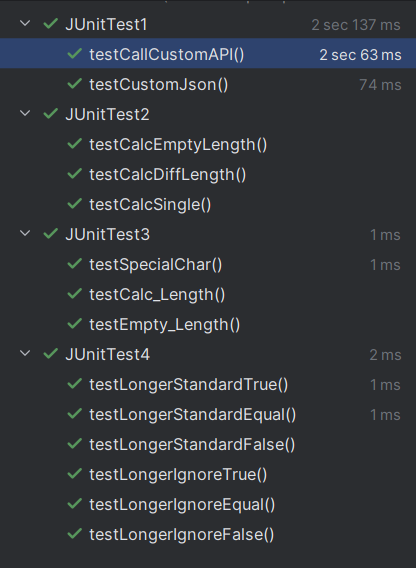 JUnitTest1 2 sec 137 ms
testCallCustomAPI() 2 sec 63 ms
testCustomJson() 74 ms
JUnitTest2
testCalcEmptyLength()
testCalcDiffLength()
testCalcSingle()
JUnitTest3 1 ms
testSpecialChar() 1 ms
testCalc_Length()
testEmpty_Length()
JUnitTest4 2 ms
testLongerStandardTrue() 1 ms
testLongerStandardEqual() 1 ms
testLongerStandardFalse()
testLongerIgnoreTrue()
testLongerIgnoreEqual()
testLongerIgnoreFalse()